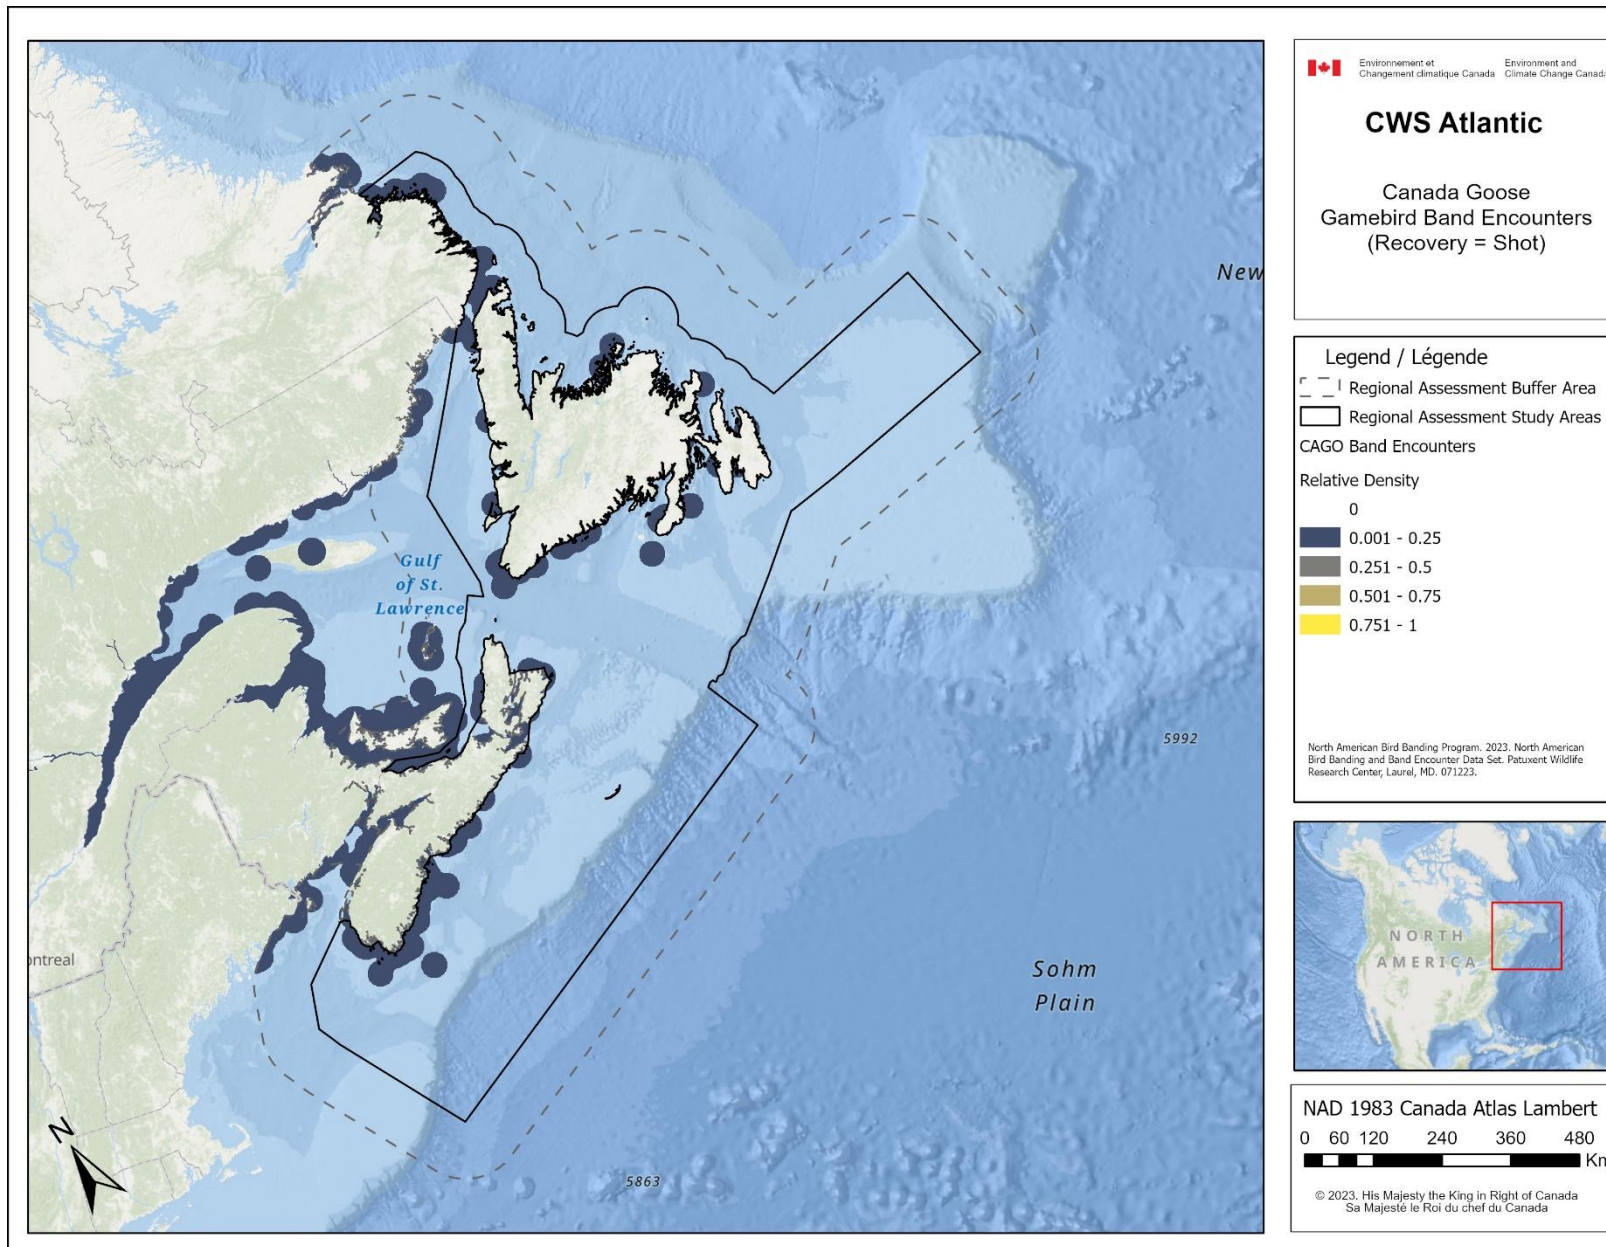 New
Gulf
of St.
Lawrence
5992
ontreal
Sohm
Plain
5863
N
Environnement et
Changement climatique Canada
Environment and
Climate Change Canada
CWS Atlantic
Canada Goose
Gamebird Band Encounters
(Recovery = Shot)
Legend / Légende
Regional Assessment Buffer Area
Regional Assessment Study Areas
CAGO Band Encounters
Relative Density
0
0.001 - 0.25
0.251 - 0.5
0.501 - 0.75
0.751 - 1
North American Bird Banding Program. 2023. North American
Bird Banding and Band Encounter Data Set. Patuxent Wildlife
Research Center, Laurel, MD. 071223.
NORTH
AMERICA
NAD 1983 Canada Atlas Lambert
0 60 120 240 360 480
Km
© 2023. His Majesty the King in Right of Canada
Sa Majesté le Roi du chef du Canada